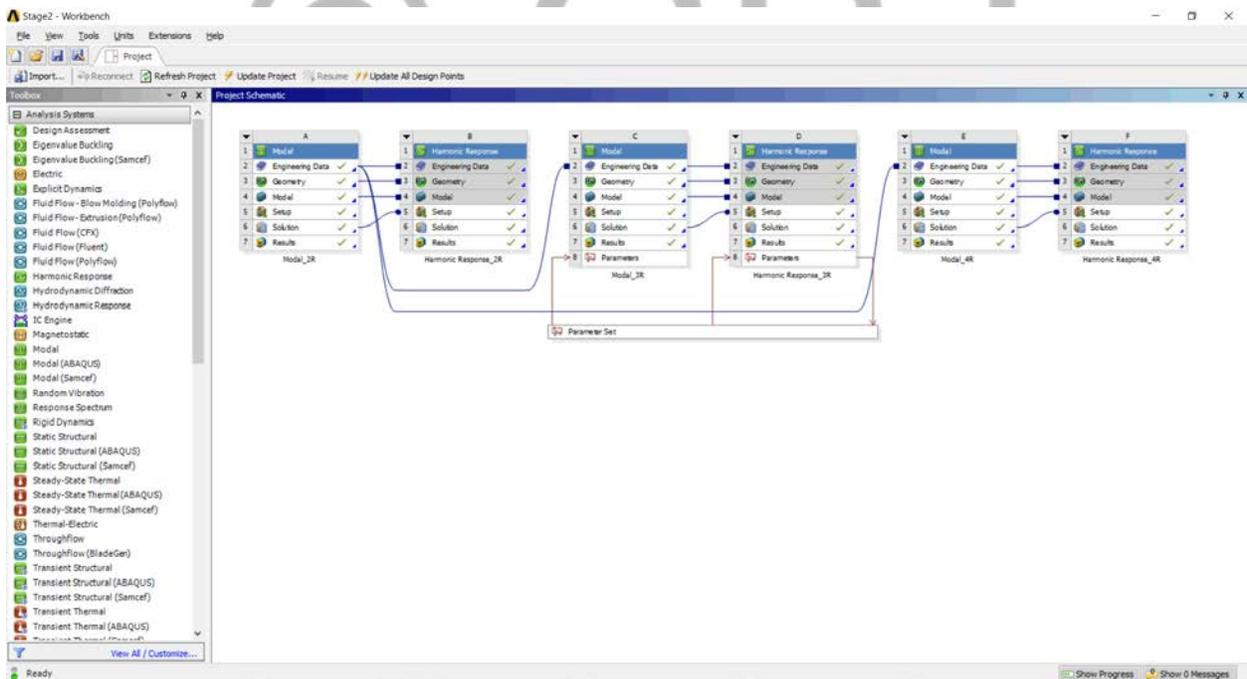 Stage2 - Workbench
File View Tools Units Extensions Help
Project
Import... Reconnect Refresh Project Update Project Resume Update All Design Points
Toolbox
Project Schematic
Analysis Systems
Design Assessment
Eigenvalue Buckling
Eigenvalue Buckling (Samcef)
Electric
Explicit Dynamics
Fluid Flow - Blow Molding (Polyflow)
Fluid Flow - Extrusion (Polyflow)
Fluid Flow (CFX)
Fluid Flow (Fluent)
Fluid Flow (Polyflow)
Harmonic Response
Hydrodynamic Diffraction
Hydrodynamic Response
IC Engine
Magnetostatic
Modal
Modal (ABAQUS)
Modal (Samcef)
Random Vibration
Response Spectrum
Rigid Dynamics
Static Structural
Static Structural (ABAQUS)
Static Structural (Samcef)
Steady-State Thermal
Steady-State Thermal (ABAQUS)
Steady-State Thermal (Samcef)
Thermal-Electric
Throughflow
Throughflow (BladeGen)
Transient Structural
Transient Structural (ABAQUS)
Transient Structural (Samcef)
Transient Thermal
Transient Thermal (ABAQUS)
View All / Customize...
A
1 Modal
2 Engineering Data
3 Geometry
4 Model
5 Setup
6 Solution
7 Results
Modal_2R
B
1 Harmonic Response
2 Engineering Data
3 Geometry
4 Model
5 Setup
6 Solution
7 Results
Harmonic Response_2R
C
1 Modal
2 Engineering Data
3 Geometry
4 Model
5 Setup
6 Solution
7 Results
8 Parameters
Modal_3R
D
1 Harmonic Response
2 Engineering Data
3 Geometry
4 Model
5 Setup
6 Solution
7 Results
8 Parameters
Harmonic Response_3R
E
1 Modal
2 Engineering Data
3 Geometry
4 Model
5 Setup
6 Solution
7 Results
Modal_4R
F
1 Harmonic Response
2 Engineering Data
3 Geometry
4 Model
5 Setup
6 Solution
7 Results
Harmonic Response_4R
Parameter Set
Ready
Show Progress Show 0 Messages